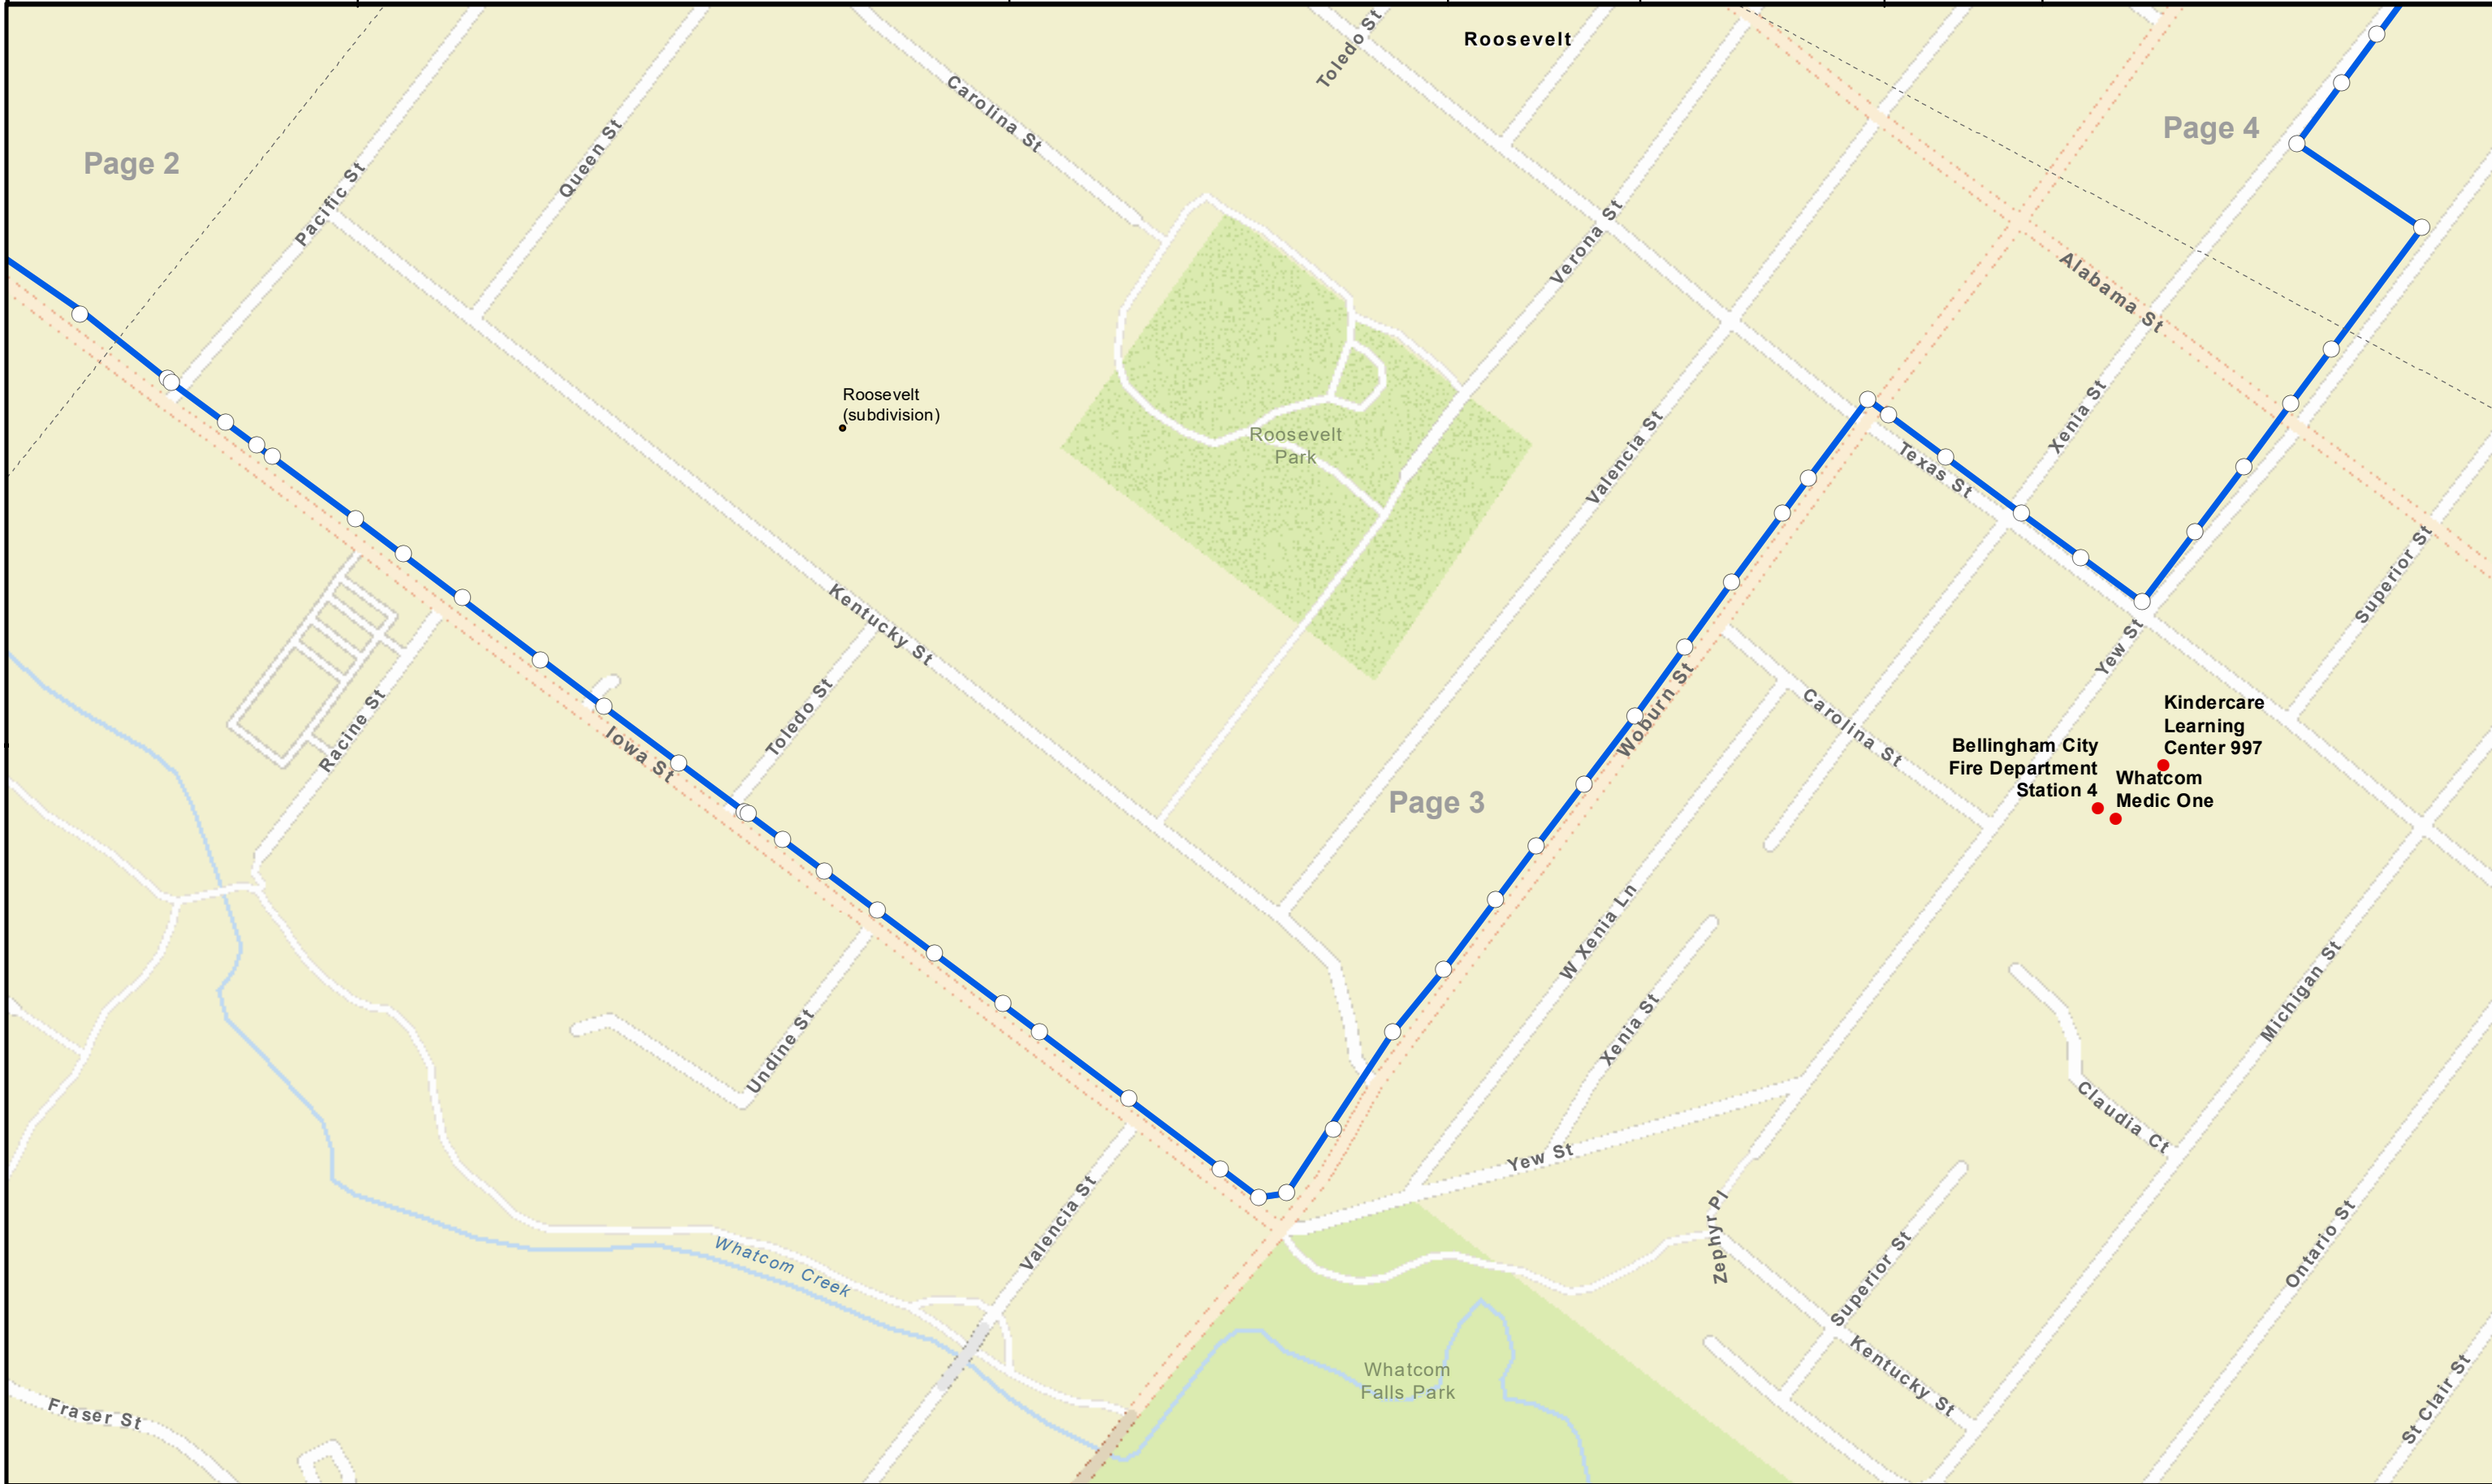 Toledo St
Roosevelt
Carolina St
Page 4
Page 2
Queen St
Pacific St
Verona St
Alabama St
Roosevelt
(subdivision)
Roosevelt
Park
Valencia St
Xenia St
Texas St
Superior St
Kentucky St
Yew St
Toledo St
Racine St
Iowa St
Woburn St
Carolina St
Kindercare
Learning
Center 997
Bellingham City
Fire Department
Station 4
Whatcom
Medic One
Page 3
W Xenia Ln
Michigan St
Xenia St
Undine St
Claudia Ct
Yew St
Valencia St
Zephyr Pl
Whatcom Creek
Superior St
Ontario St
Whatcom
Falls Park
Kentucky St
Fraser St
St Clair St